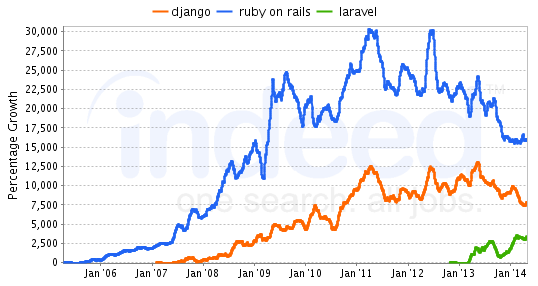 django ruby on rails laravel
Percentage Growth
30,000
27,500
25,000
22,500
20,000
17,500
15,000
12,500
10,000
7,500
5,000
2,500
0
indeed™
one search. all jobs.
Jan'06 Jan'07 Jan'08 Jan'09 Jan'10 Jan'11 Jan'12 Jan'13 Jan'14